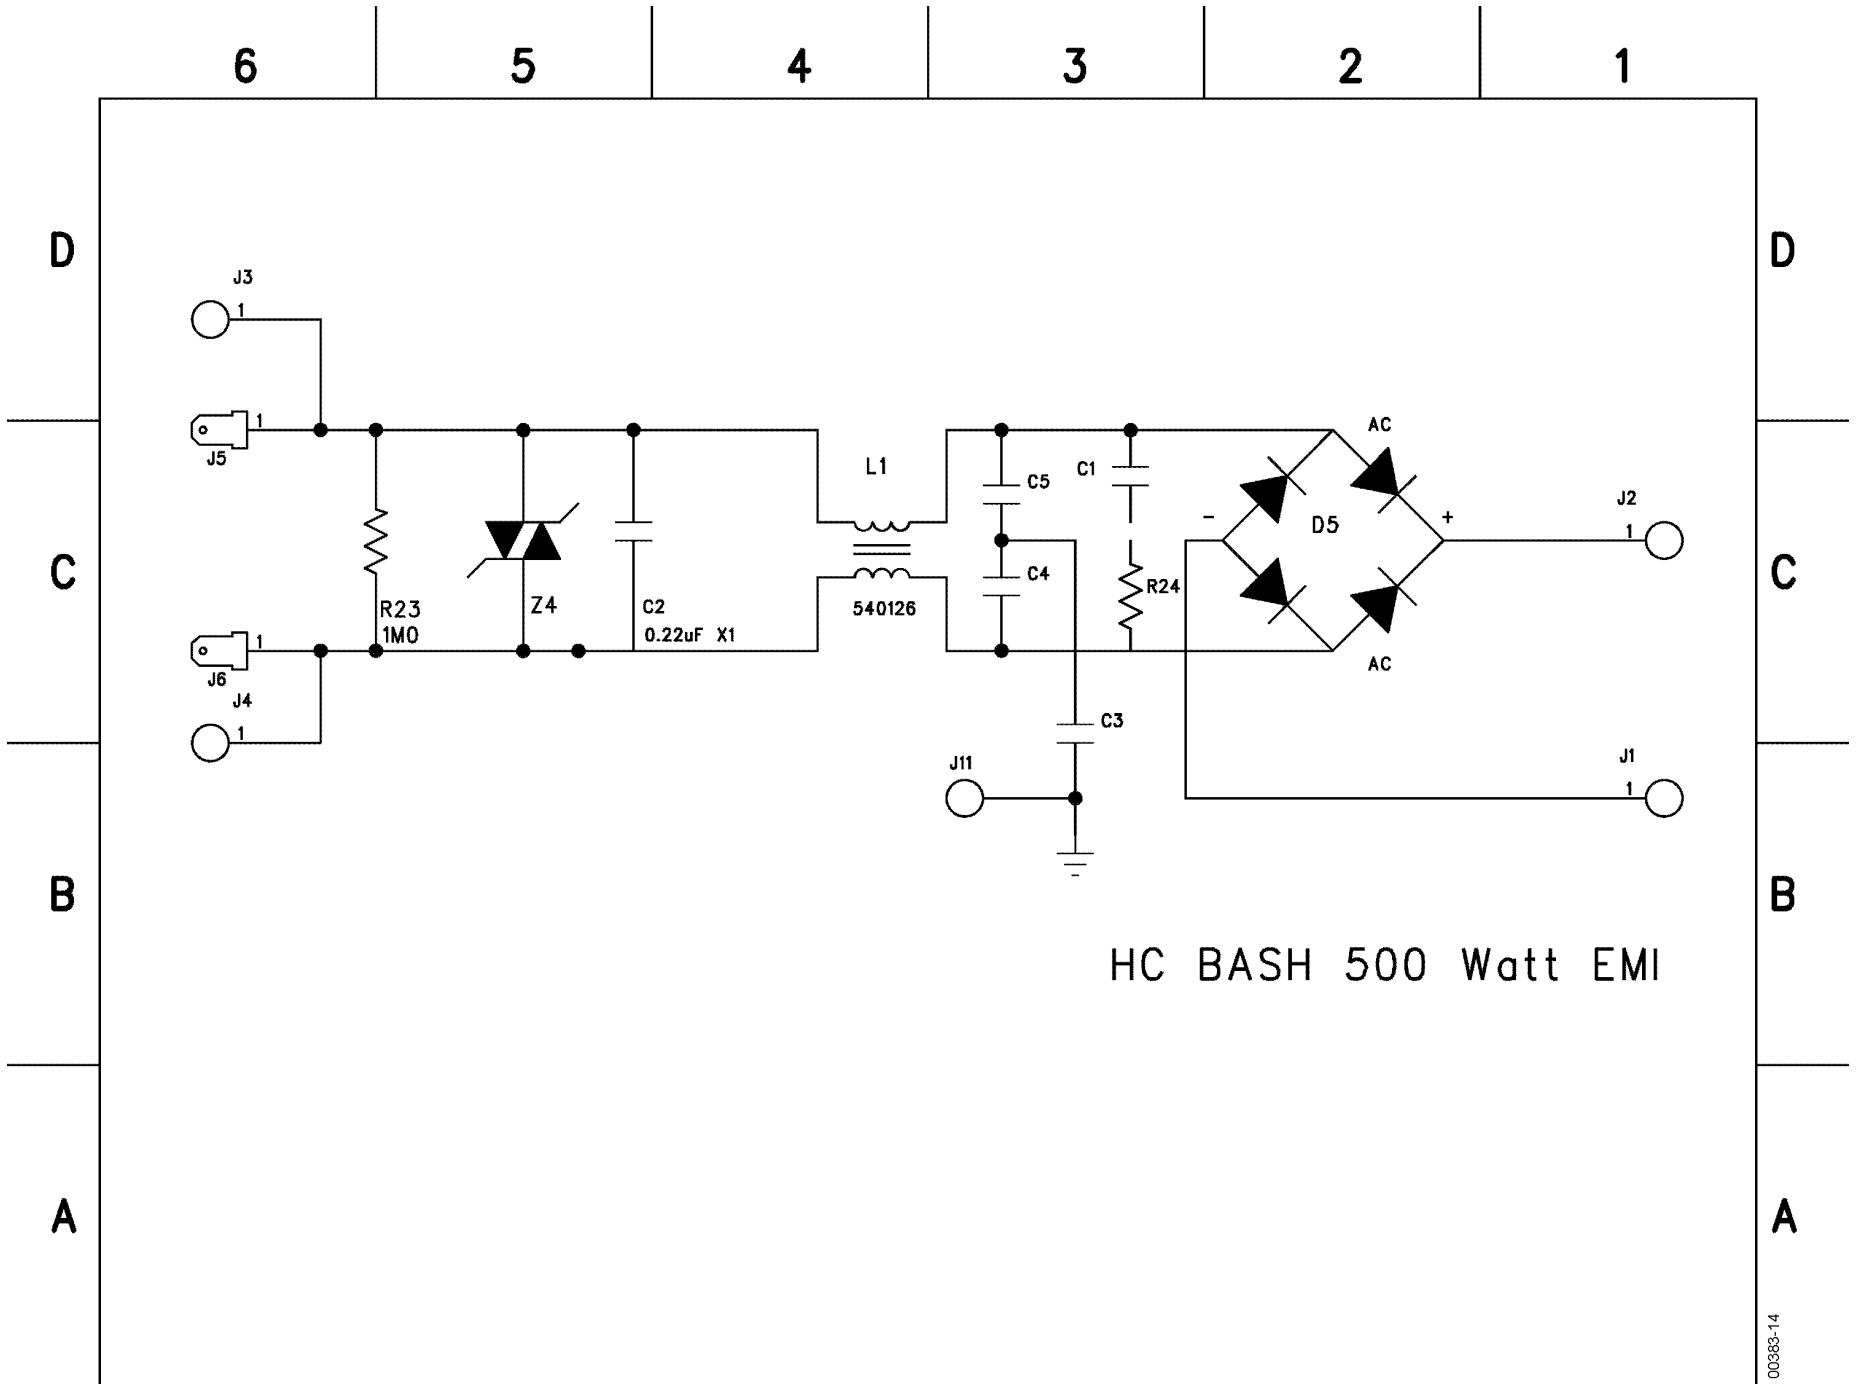 6 5 4 3 2 1
D D
J3
1
J5
1
AC
L1
C5
C1
J2
1
-
+
D5
C C
C4
R24
R23
1M0
Z4
C2
0.22uF X1
540126
J6
1
AC
J4
1
C3
J11
J1
1
B B
HC BASH 500 Watt EMI
A A
00383-14